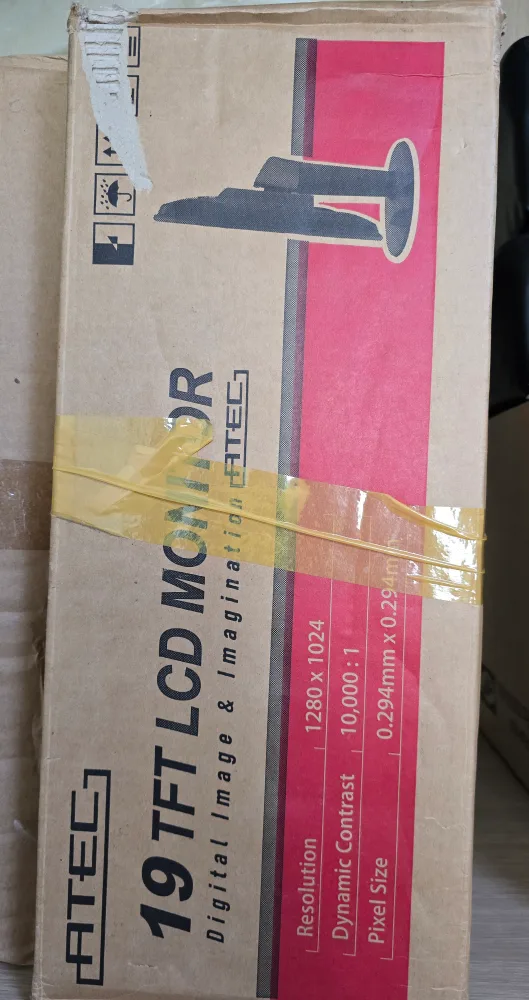 ATEC
19 TFT LCD MONITOR
Digital Image & Imagination ATEC
Resolution 1280 x 1024
Dynamic Contrast 10,000 : 1
Pixel Size 0.294mm x 0.294mm